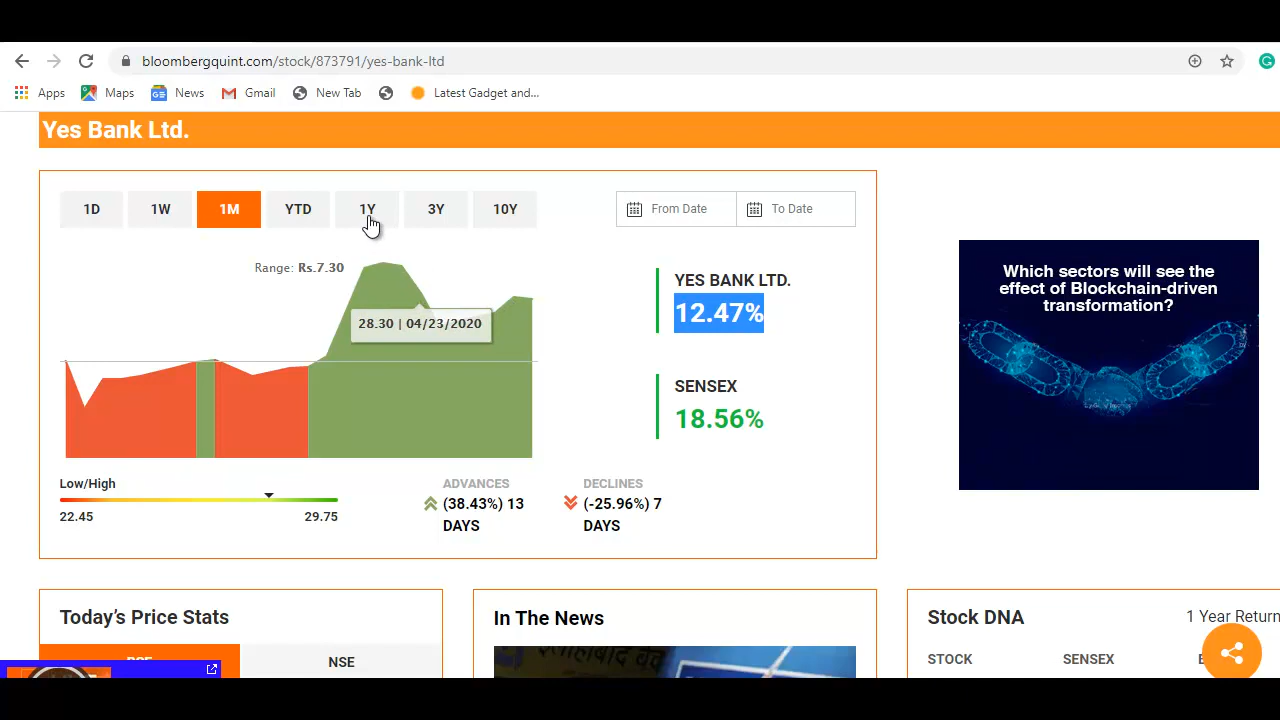 bloombergquint.com/stock/873791/yes-bank-ltd
Apps Maps News Gmail New Tab Latest Gadget and...
Yes Bank Ltd.
1D 1W 1M YTD 1Y 3Y 10Y
From Date To Date
Range: Rs.7.30
28.30 | 04/23/2020
YES BANK LTD.
12.47%
SENSEX
18.56%
Low/High
22.45 29.75
ADVANCES
(38.43%) 13
DAYS
DECLINES
(-25.96%) 7
DAYS
Which sectors will see the
effect of Blockchain-driven
transformation?
Today's Price Stats
NSE
In The News
Stock DNA
1 Year Return
STOCK SENSEX